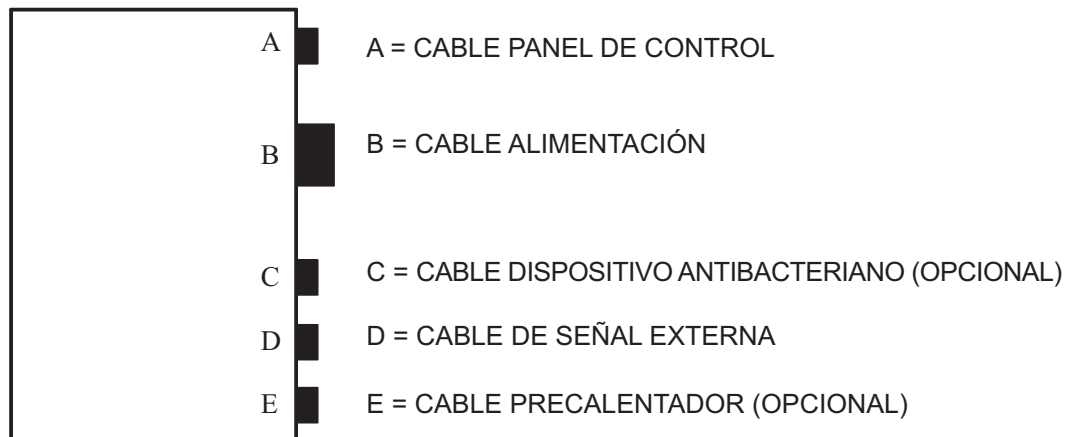 A A = CABLE PANEL DE CONTROL
B B = CABLE ALIMENTACIÓN
C C = CABLE DISPOSITIVO ANTIBACTERIANO (OPCIONAL)
D D = CABLE DE SEÑAL EXTERNA
E E = CABLE PRECALENTADOR (OPCIONAL)